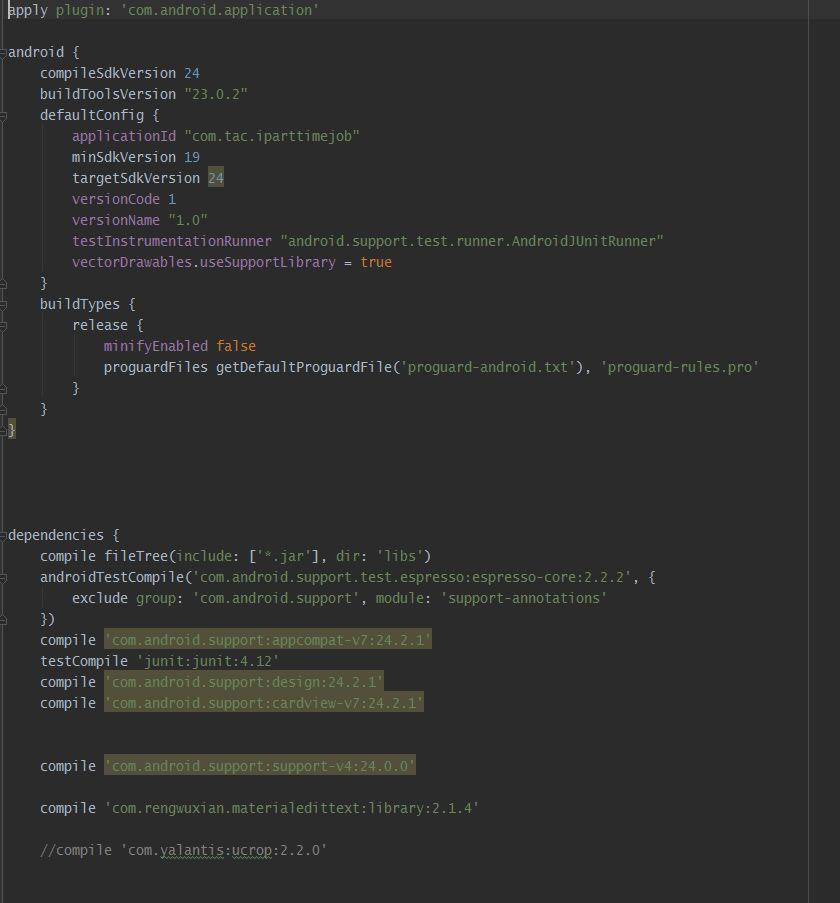 apply plugin: 'com.android.application'
android {
compileSdkVersion 24
buildToolsVersion "23.0.2"
defaultConfig {
applicationId "com.tac.iparttimejob"
minSdkVersion 19
targetSdkVersion 24
versionCode 1
versionName "1.0"
testInstrumentationRunner "android.support.test.runner.AndroidJUnitRunner"
vectorDrawables.useSupportLibrary = true
}
buildTypes {
release {
minifyEnabled false
proguardFiles getDefaultProguardFile('proguard-android.txt'), 'proguard-rules.pro'
}
}
}
dependencies {
compile fileTree(include: ['*.jar'], dir: 'libs')
androidTestCompile('com.android.support.test.espresso:espresso-core:2.2.2', {
exclude group: 'com.android.support', module: 'support-annotations'
})
compile 'com.android.support:appcompat-v7:24.2.1'
testCompile 'junit:junit:4.12'
compile 'com.android.support:design:24.2.1'
compile 'com.android.support:cardview-v7:24.2.1'
compile 'com.android.support:support-v4:24.0.0'
compile 'com.rengwuxian.materialedittext:library:2.1.4'
//compile 'com.yalantis:ucrop:2.2.0'